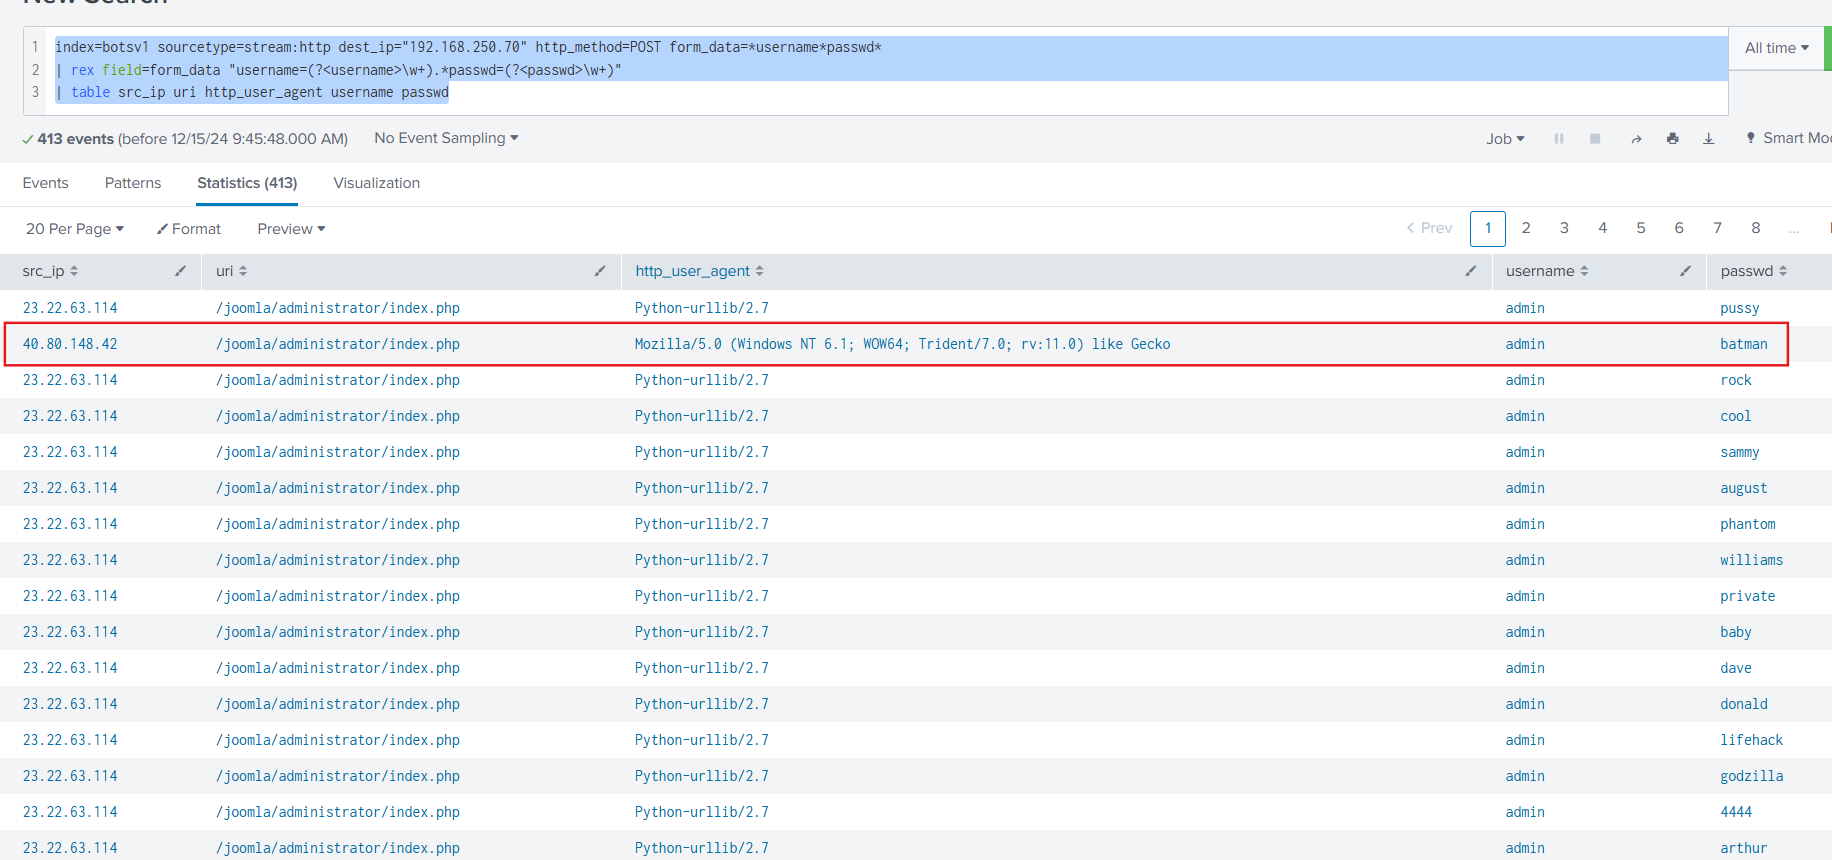 New Search
1 index=botsv1 sourcetype=stream:http dest_ip="192.168.250.70" http_method=POST form_data=*username*passwd*
2 | rex field=form_data "username=(?<username>\w+).*passwd=(?<passwd>\w+)"
3 | table src_ip uri http_user_agent username passwd
All time
413 events (before 12/15/24 9:45:48.000 AM) No Event Sampling Job Smart
Events Patterns Statistics (413) Visualization
20 Per Page Format Preview < Prev 1 2 3 4 5 6 7 8 ...
src_ip uri http_user_agent username passwd
23.22.63.114 /joomla/administrator/index.php Python-urllib/2.7 admin pussy
40.80.148.42 /joomla/administrator/index.php Mozilla/5.0 (Windows NT 6.1; WOW64; Trident/7.0; rv:11.0) like Gecko admin batman
23.22.63.114 /joomla/administrator/index.php Python-urllib/2.7 admin rock
23.22.63.114 /joomla/administrator/index.php Python-urllib/2.7 admin cool
23.22.63.114 /joomla/administrator/index.php Python-urllib/2.7 admin sammy
23.22.63.114 /joomla/administrator/index.php Python-urllib/2.7 admin august
23.22.63.114 /joomla/administrator/index.php Python-urllib/2.7 admin phantom
23.22.63.114 /joomla/administrator/index.php Python-urllib/2.7 admin williams
23.22.63.114 /joomla/administrator/index.php Python-urllib/2.7 admin private
23.22.63.114 /joomla/administrator/index.php Python-urllib/2.7 admin baby
23.22.63.114 /joomla/administrator/index.php Python-urllib/2.7 admin dave
23.22.63.114 /joomla/administrator/index.php Python-urllib/2.7 admin donald
23.22.63.114 /joomla/administrator/index.php Python-urllib/2.7 admin lifehack
23.22.63.114 /joomla/administrator/index.php Python-urllib/2.7 admin godzilla
23.22.63.114 /joomla/administrator/index.php Python-urllib/2.7 admin 4444
23.22.63.114 /joomla/administrator/index.php Python-urllib/2.7 admin arthur